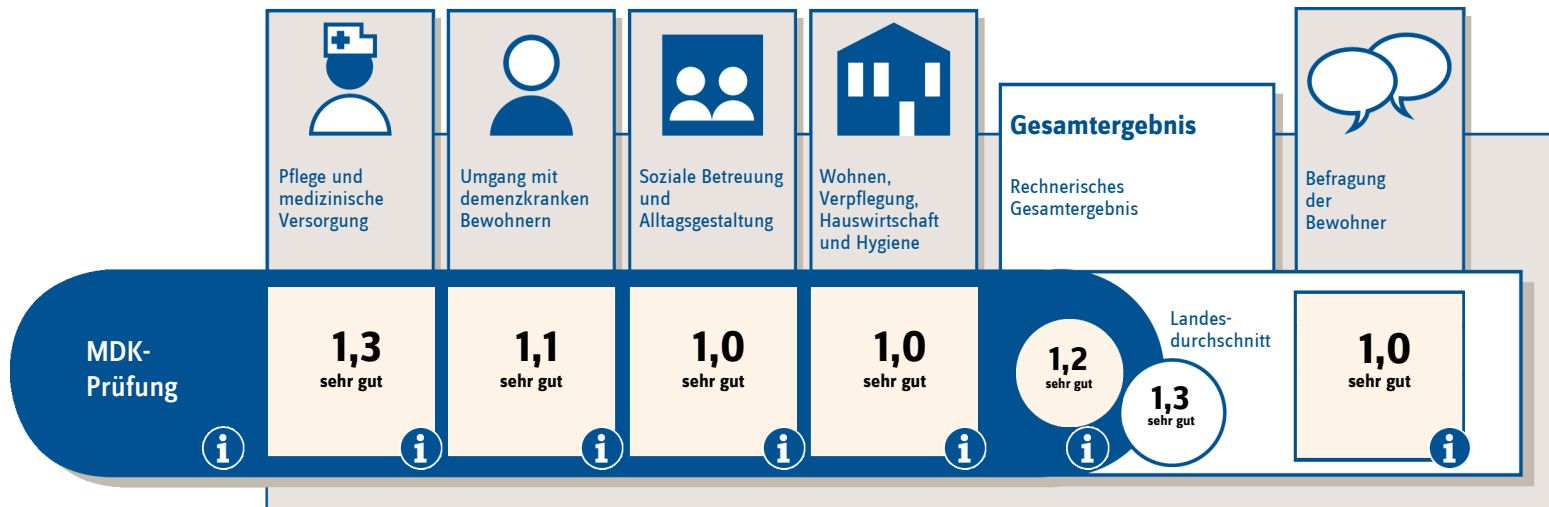 Pflege und
medizinische
Versorgung
Umgang mit
demenzkranken
Bewohnern
Soziale Betreuung
und
Alltagsgestaltung
Wohnen,
Verpflegung,
Hauswirtschaft
und Hygiene
Gesamtergebnis
Rechnerisches
Gesamtergebnis
Befragung
der
Bewohner
MDK-
Prüfung
i
1,3
sehr gut
i
1,1
sehr gut
i
1,0
sehr gut
i
1,0
sehr gut
i
1,2
sehr gut
i
Landes-
durchschnitt
1,3
sehr gut
1,0
sehr gut
i